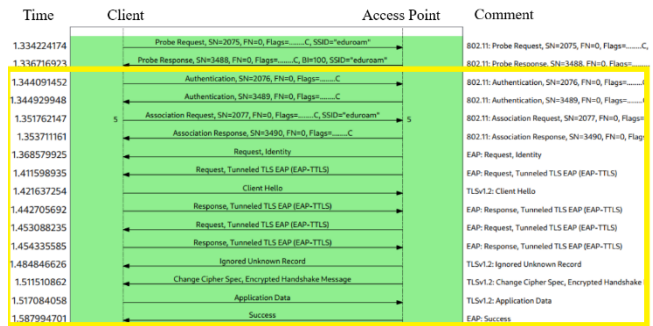 Time Client Access Point Comment
1.334224174 Probe Request, SN=2075, FN=0, Flags=........C, SSID="eduroam" 802.11: Probe Request, SN=2075, FN=0, Flags=........C,
1.336716923 Probe Response, SN=3488, FN=0, Flags=........C, BI=100, SSID="eduroam" 802.11: Probe Response, SN=3488, FN=0, Flags=........
1.344091452 Authentication, SN=2076, FN=0, Flags=........C 802.11: Authentication, SN=2076, FN=0, Flags=........
1.344929948 Authentication, SN=3489, FN=0, Flags=........C 802.11: Authentication, SN=3489, FN=0, Flags=........
1.351762147 5 Association Request, SN=2077, FN=0, Flags=........C, SSID="eduroam" 5 802.11: Association Request, SN=2077, FN=0, Flags=
1.353711161 Association Response, SN=3490, FN=0, Flags=........C 802.11: Association Response, SN=3490, FN=0, Flag
1.368579925 Request, Identity EAP: Request, Identity
1.411598935 Request, Tunneled TLS EAP (EAP-TTLS) EAP: Request, Tunneled TLS EAP (EAP-TTLS)
1.421637254 Client Hello TLSv1.2: Client Hello
1.442705692 Response, Tunneled TLS EAP (EAP-TTLS) EAP: Response, Tunneled TLS EAP (EAP-TTLS)
1.453088235 Request, Tunneled TLS EAP (EAP-TTLS) EAP: Request, Tunneled TLS EAP (EAP-TTLS)
1.454335585 Response, Tunneled TLS EAP (EAP-TTLS) EAP: Response, Tunneled TLS EAP (EAP-TTLS)
1.484846626 Ignored Unknown Record TLSv1.2: Ignored Unknown Record
1.511510862 Change Cipher Spec, Encrypted Handshake Message TLSv1.2: Change Cipher Spec, Encrypted Handshake
1.517084058 Application Data TLSv1.2: Application Data
1.587994701 Success EAP: Success